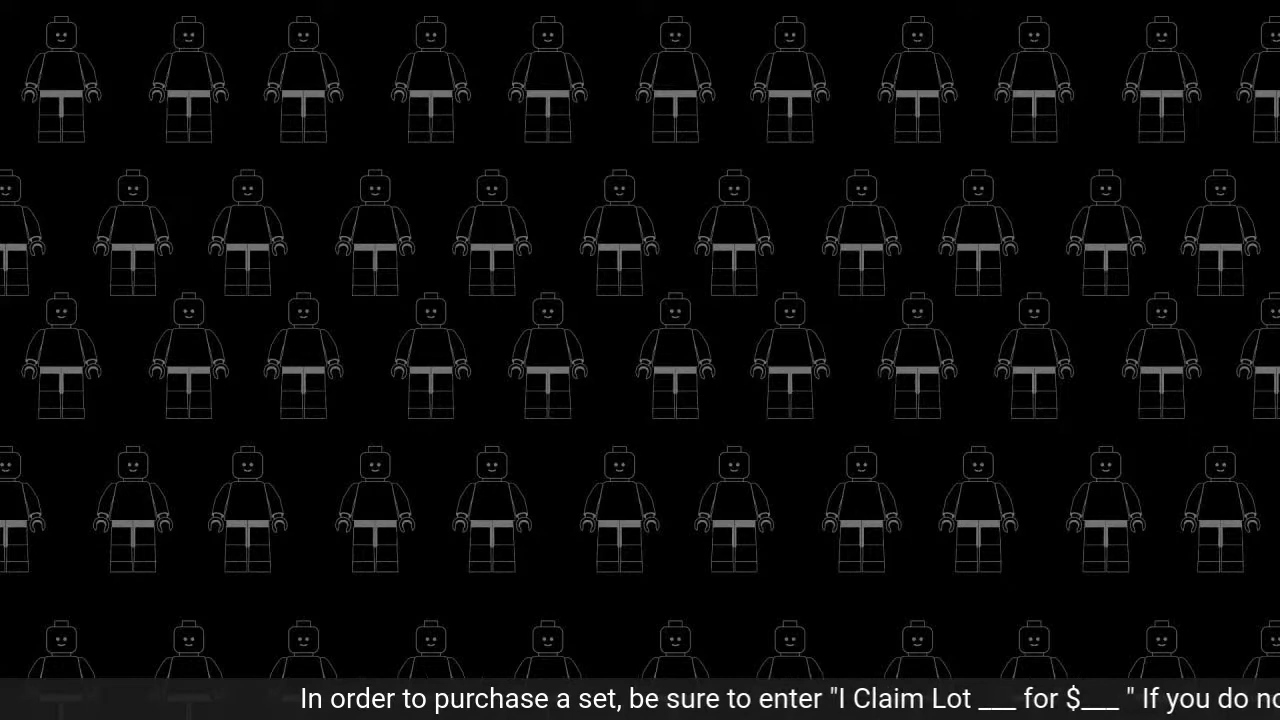 In order to purchase a set, be sure to enter "I Claim Lot ___ for $___ " If you do